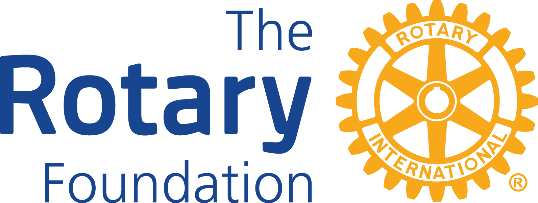 The
Rotary
Foundation
ROTARY
INTERNATIONAL
®